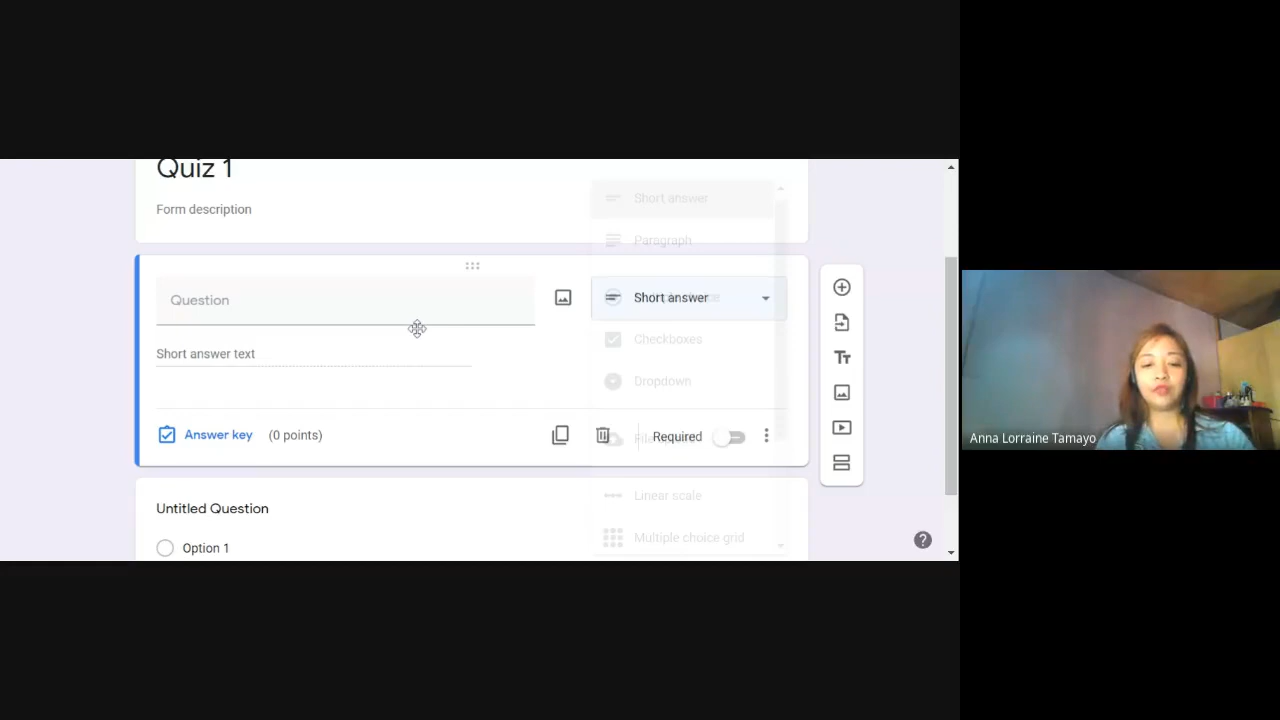 Quiz 1
Form description
Short answer
Paragraph
Question
Short answer
Checkboxes
Short answer text
Dropdown
Answer key (0 points)
Required
Linear scale
Untitled Question
Multiple choice grid
Option 1
Anna Lorraine Tamayo